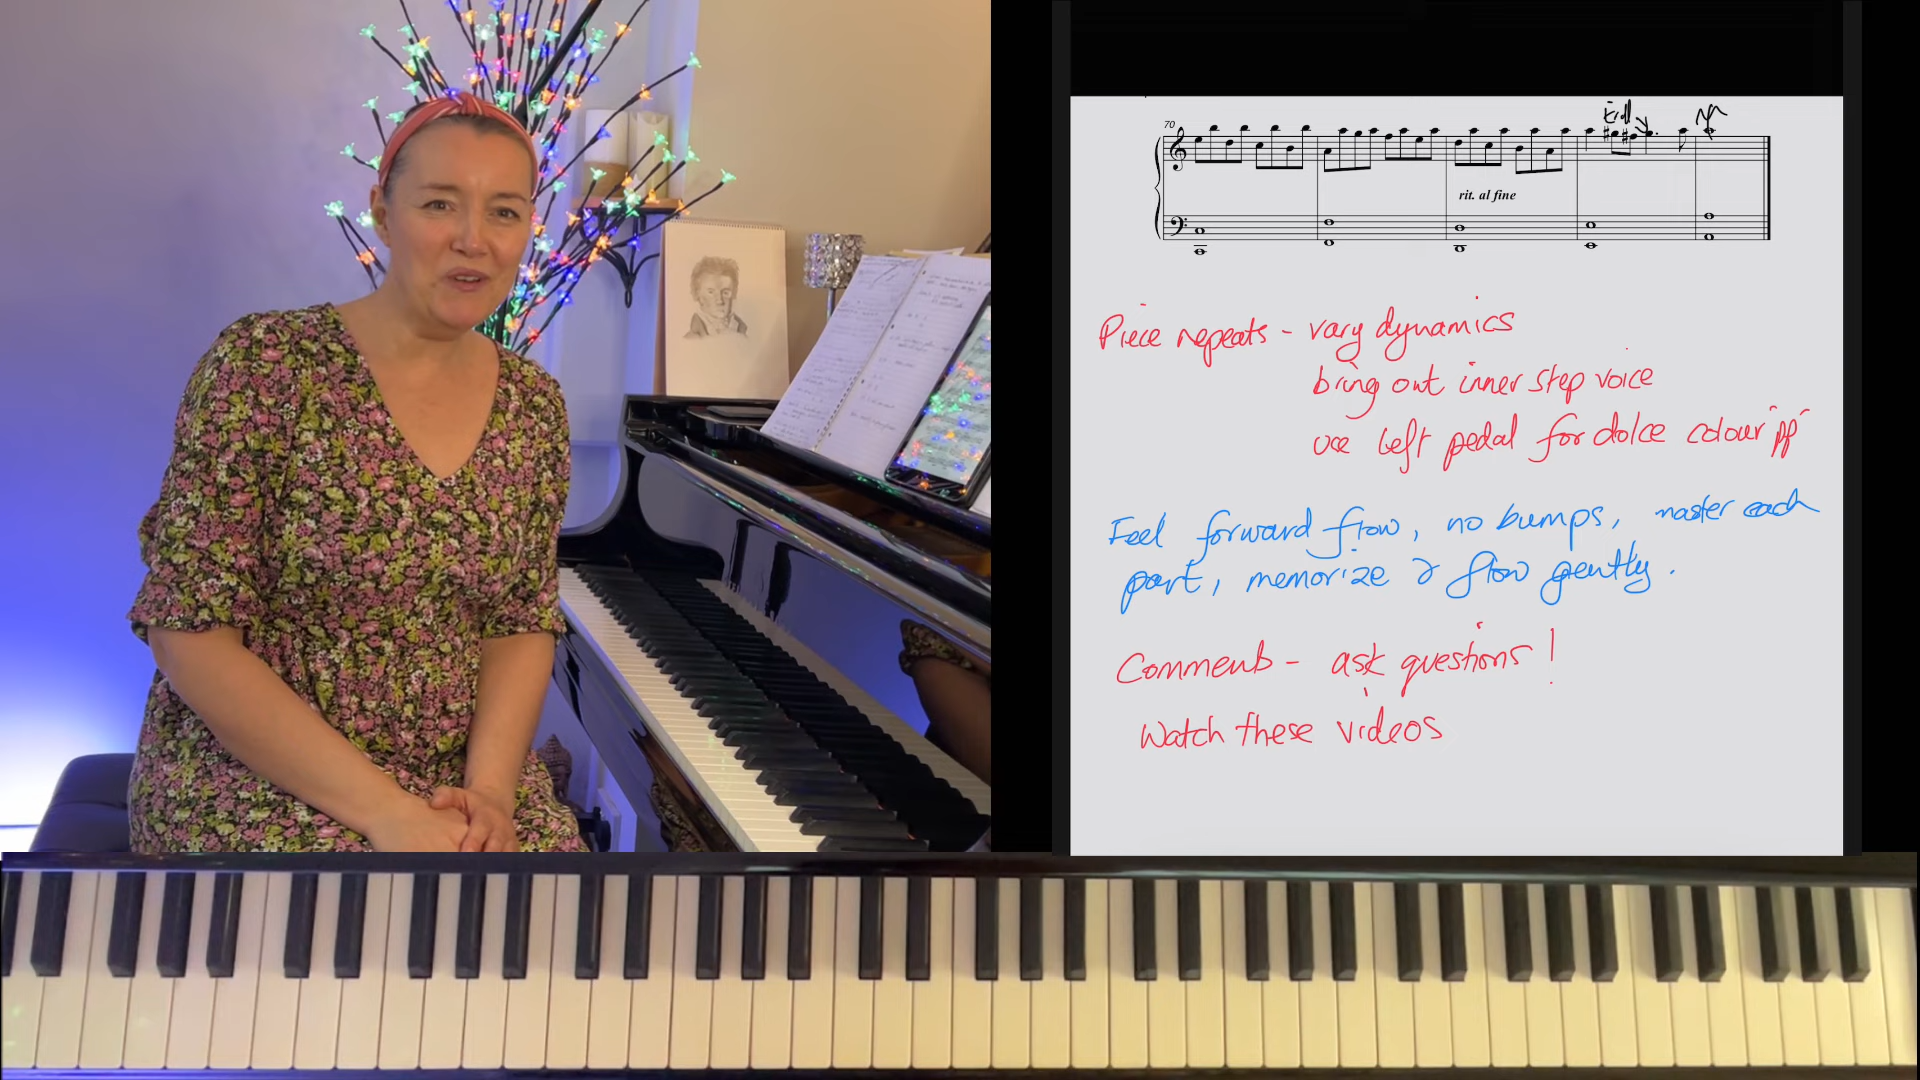 70
trill
rit. al fine
Piece repeats - vary dynamics
bring out inner step voice
use left pedal for dolce colour 'pp'
Feel forward flow, no bumps, master each
part, memorize & flow gently.
Comments - ask questions!
Watch these videos